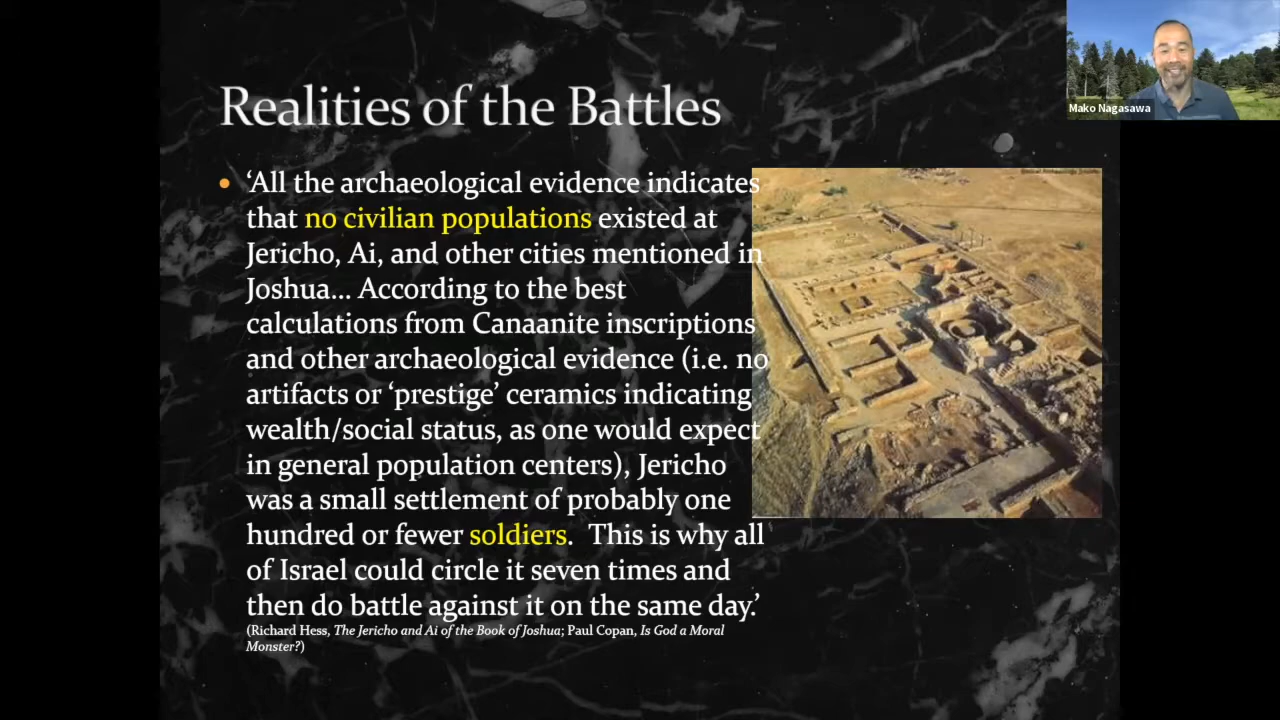 Realities of the Battles
• ‘All the archaeological evidence indicates
that no civilian populations existed at
Jericho, Ai, and other cities mentioned in
Joshua... According to the best
calculations from Canaanite inscriptions
and other archaeological evidence (i.e. no
artifacts or ‘prestige’ ceramics indicating
wealth/social status, as one would expect
in general population centers), Jericho
was a small settlement of probably one
hundred or fewer soldiers.  This is why all
of Israel could circle it seven times and
then do battle against it on the same day.’
(Richard Hess, The Jericho and Ai of the Book of Joshua; Paul Copan, Is God a Moral
Monster?)
Mako Nagasawa